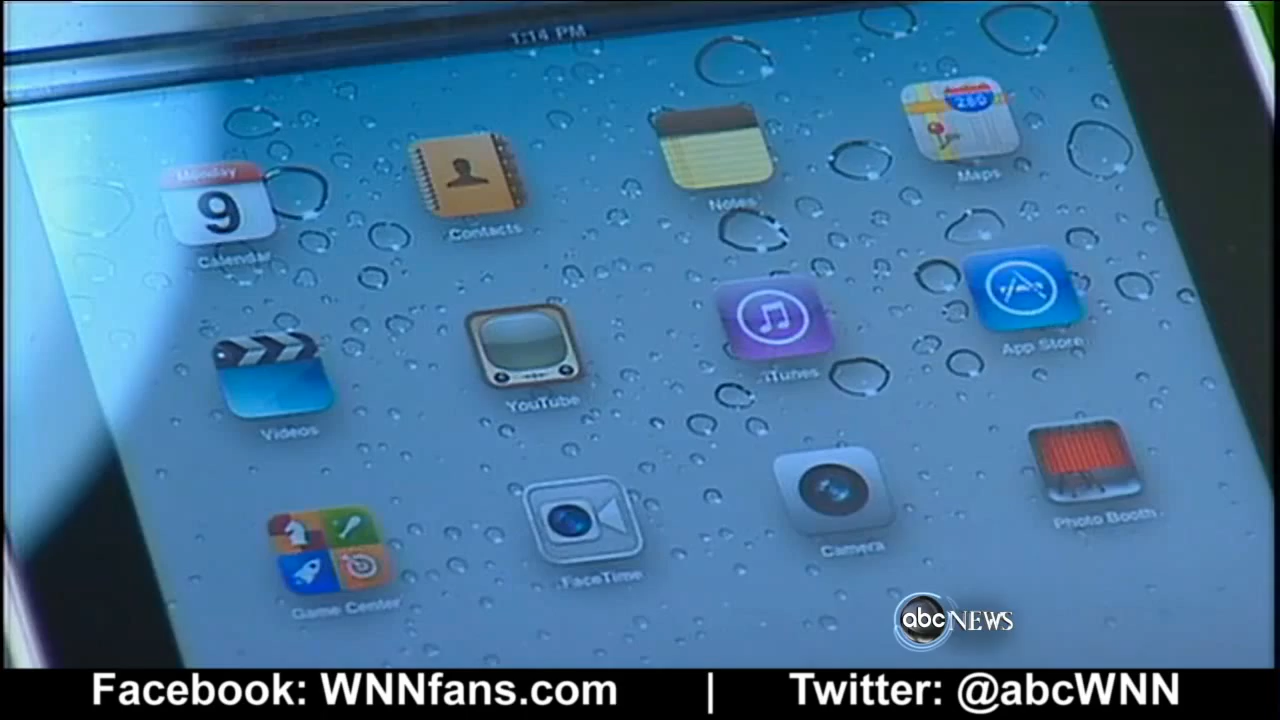 1:14 PM
Monday
9
Calendar
Contacts
Notes
280
Maps
Videos
YouTube
iTunes
App Store
Game Center
FaceTime
Camera
Photo Booth
abc NEWS
Facebook: WNNfans.com | Twitter: @abcWNN